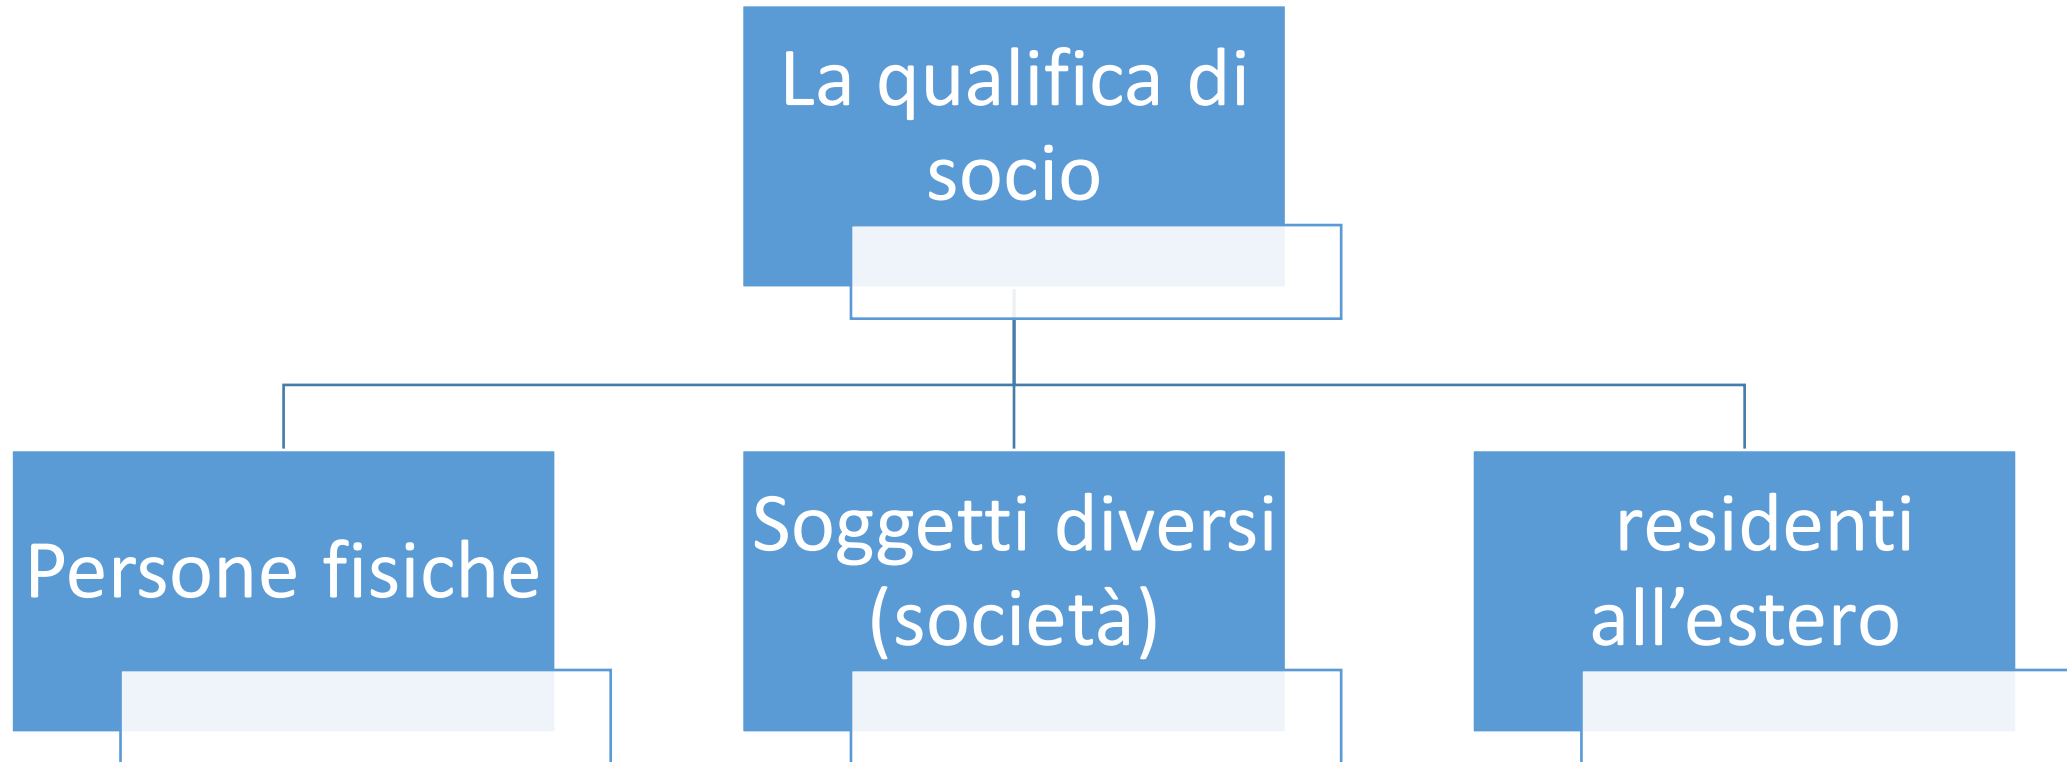 La qualifica di
socio
Persone fisiche
Soggetti diversi
(società)
residenti
all’estero